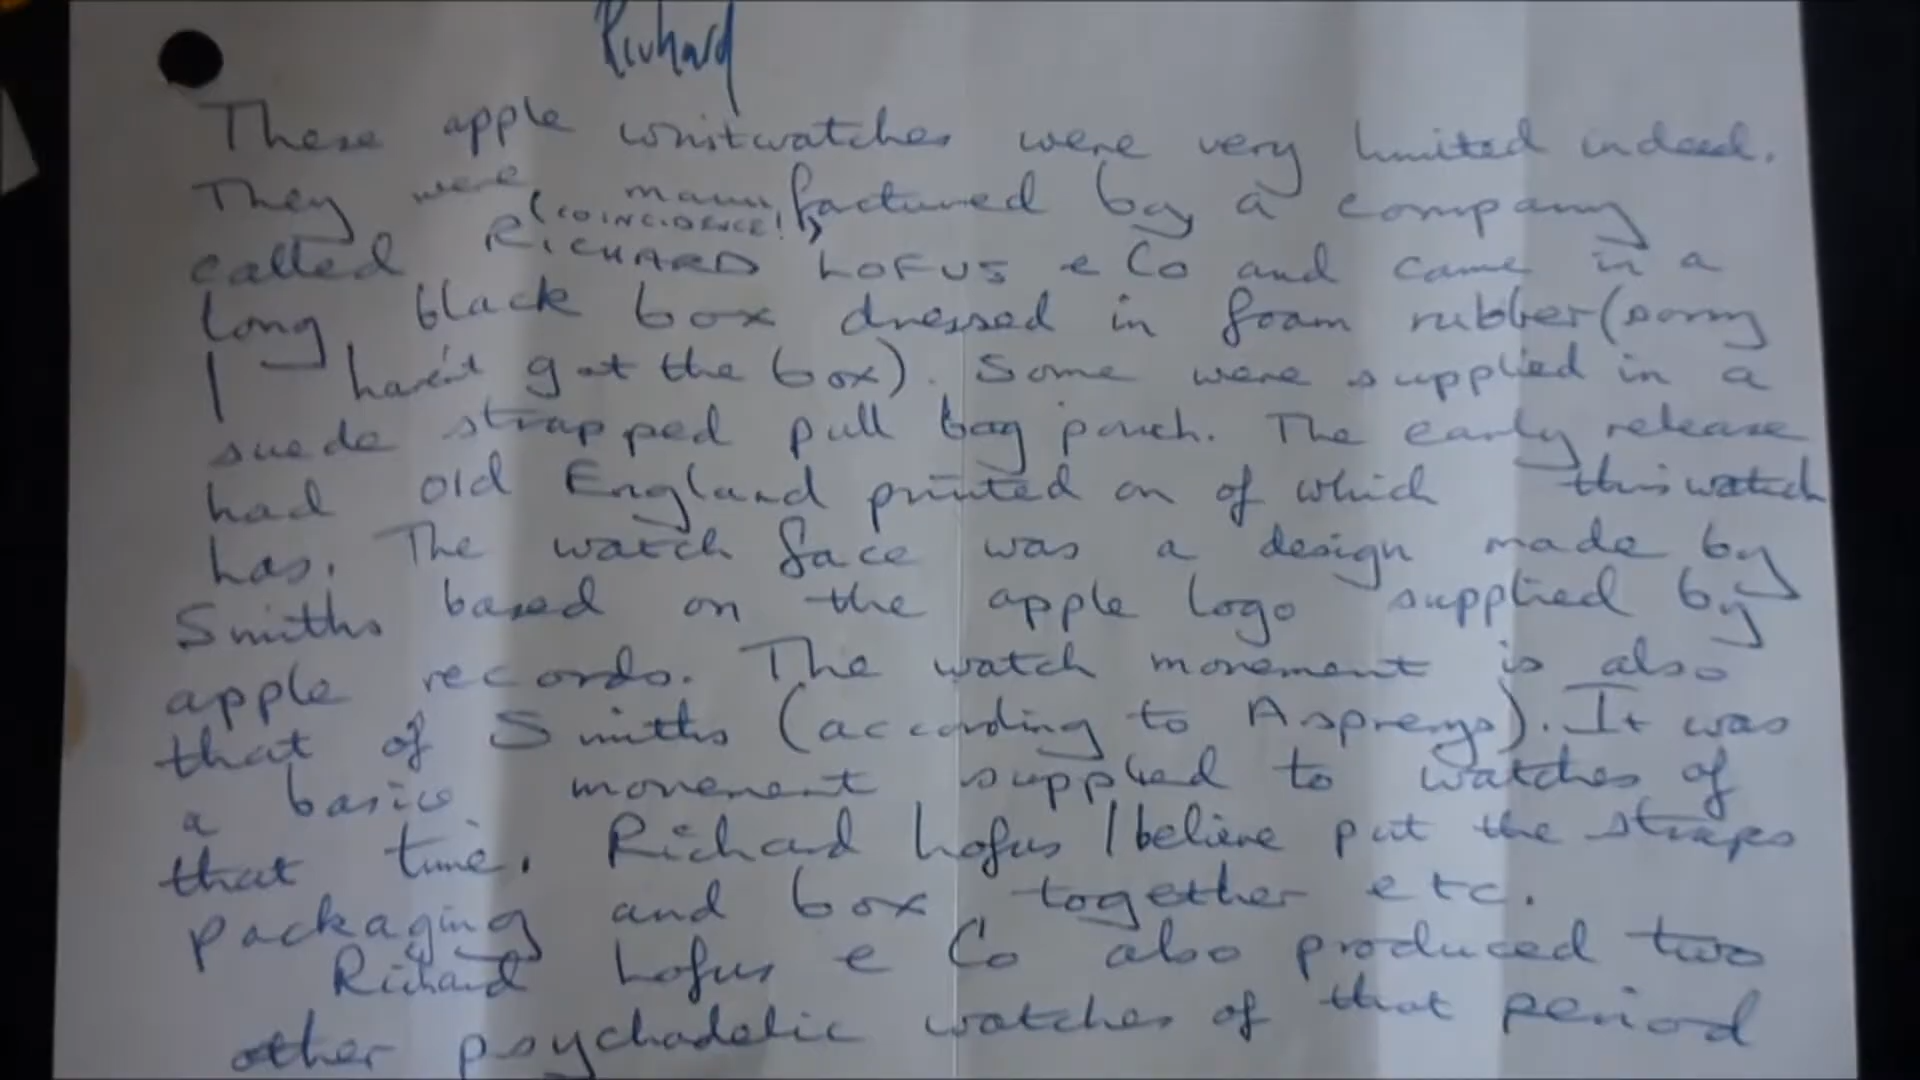 Richard
These apple wristwatches were very limited indeed.
They were manufactured by a company
(COINCIDENCE!)
called RICHARD LOFUS & Co and came in a
long black box dressed in foam rubber (sorry
I haven't got the box). Some were supplied in a
suede strapped pull bag pouch. The early release
had old England printed on of which this watch
has. The watch face was a design made by
Smiths based on the apple logo supplied by
apple records. The watch movement is also
that of Smiths (according to Aspreys). It was
a basic movement supplied to watches of
that time. Richard Lofus I believe put the straps
packaging and box together etc.
Richard Lofus & Co also produced two
other psychadelic watches of that period